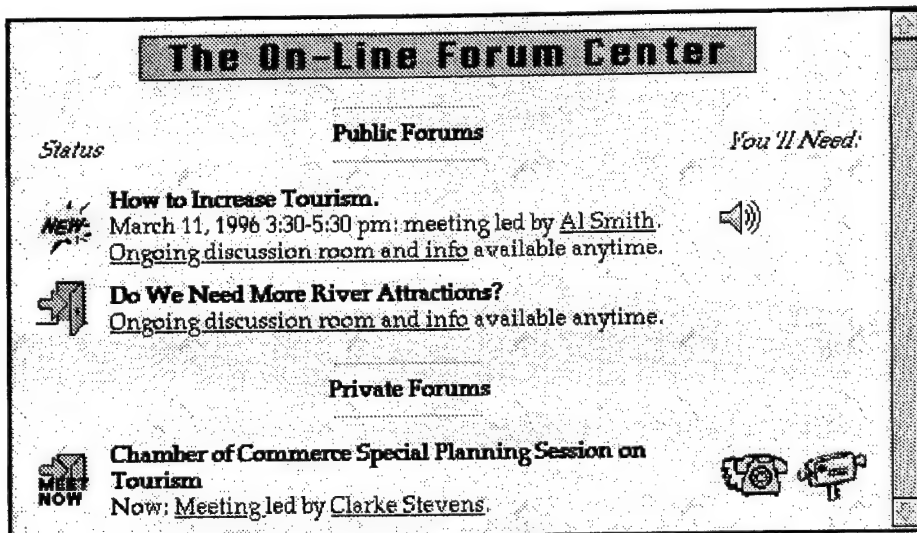 The On-Line Forum Center
Public Forums
Status
You'll Need:
How to Increase Tourism.
NEW
March 11, 1996 3:30-5:30 pm: meeting led by Al Smith.
Ongoing discussion room and info available anytime.
Do We Need More River Attractions?
Ongoing discussion room and info available anytime.
Private Forums
Chamber of Commerce Special Planning Session on
Tourism
MEET
NOW
Now: Meeting led by Clarke Stevens.